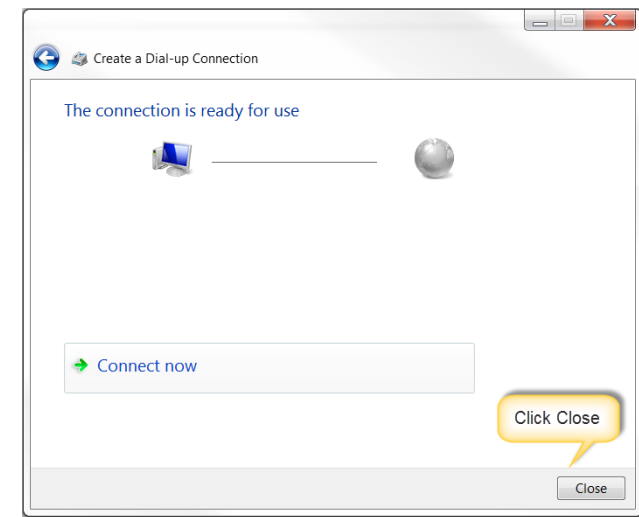 Create a Dial-up Connection
The connection is ready for use
Connect now
Click Close
Close